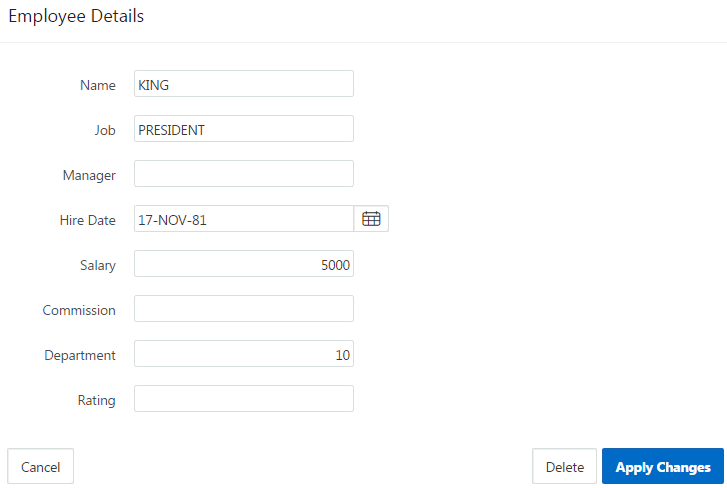 Employee Details
Name KING
Job PRESIDENT
Manager
Hire Date 17-NOV-81
Salary 5000
Commission
Department 10
Rating
Cancel Delete Apply Changes